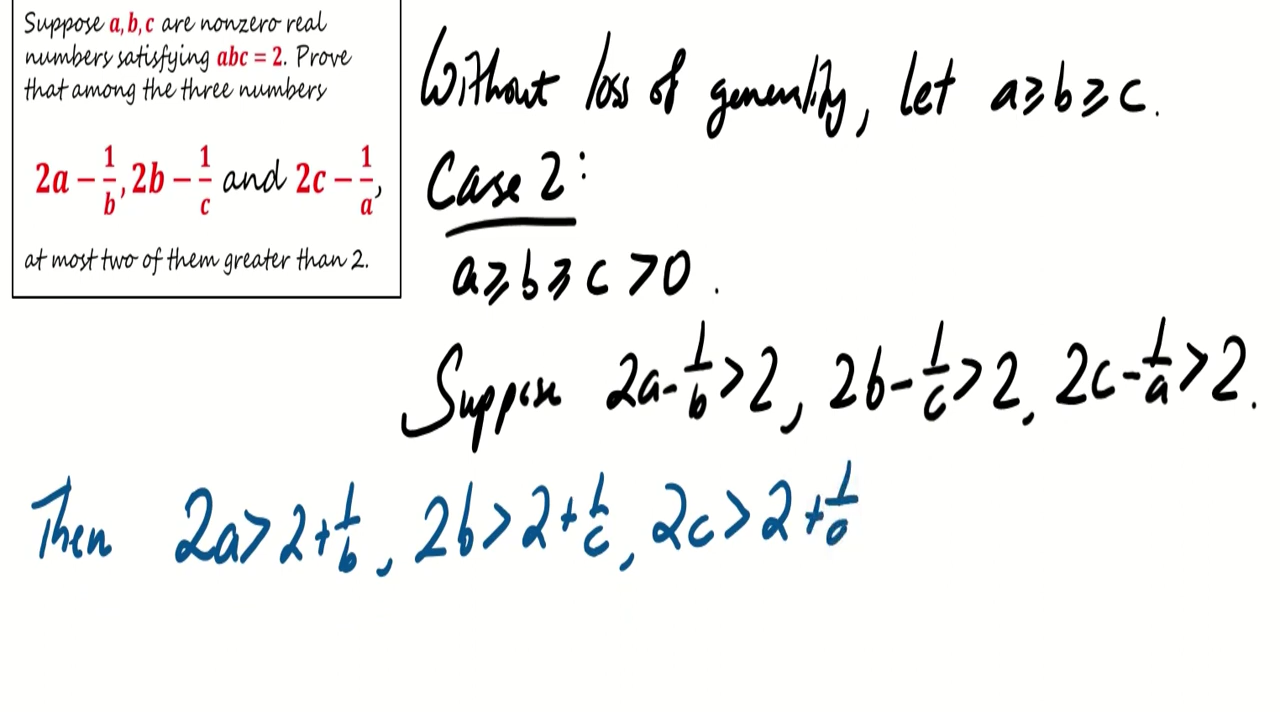 Suppose a, b, c are nonzero real
numbers satisfying abc = 2. Prove
that among the three numbers
2a − 1/b, 2b − 1/c and 2c − 1/a,
at most two of them greater than 2.
Without loss of generality, let a ≥ b ≥ c.
Case 2:
a ≥ b ≥ c > 0.
Suppose 2a - 1/b > 2, 2b - 1/c > 2, 2c - 1/a > 2.
Then 2a > 2 + 1/b, 2b > 2 + 1/c, 2c > 2 + 1/a